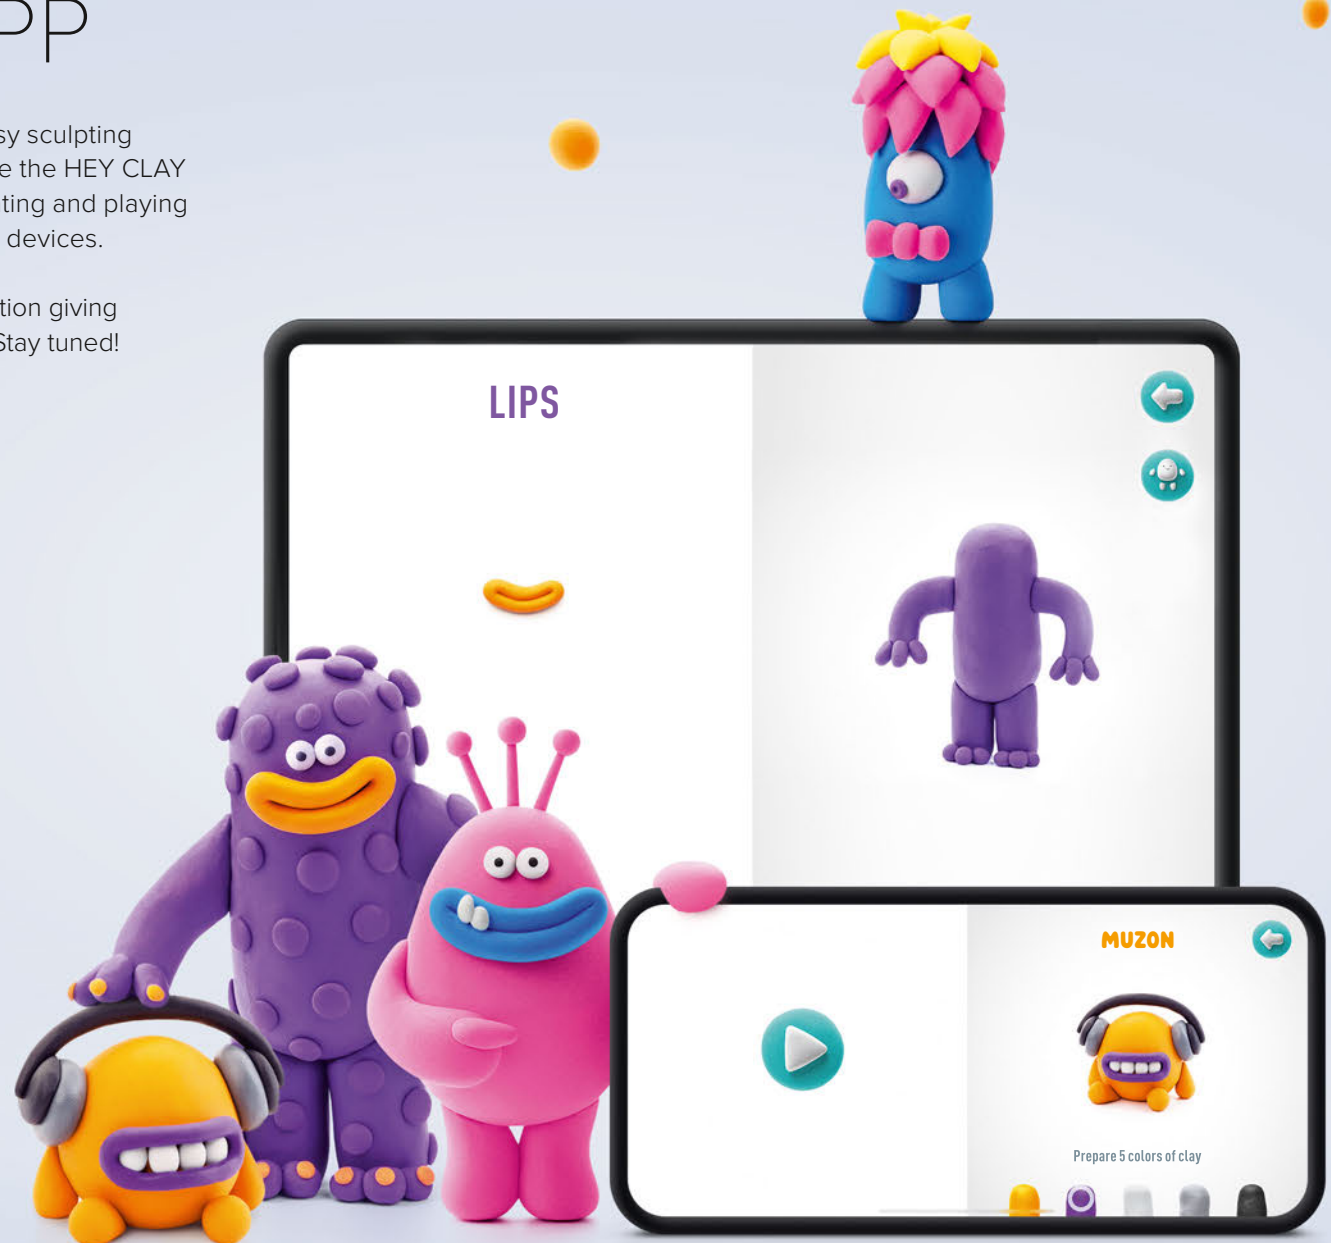 PP
sy sculpting
e the HEY CLAY
ting and playing
devices.
tion giving
Stay tuned!
LIPS
MUZON
Prepare 5 colors of clay